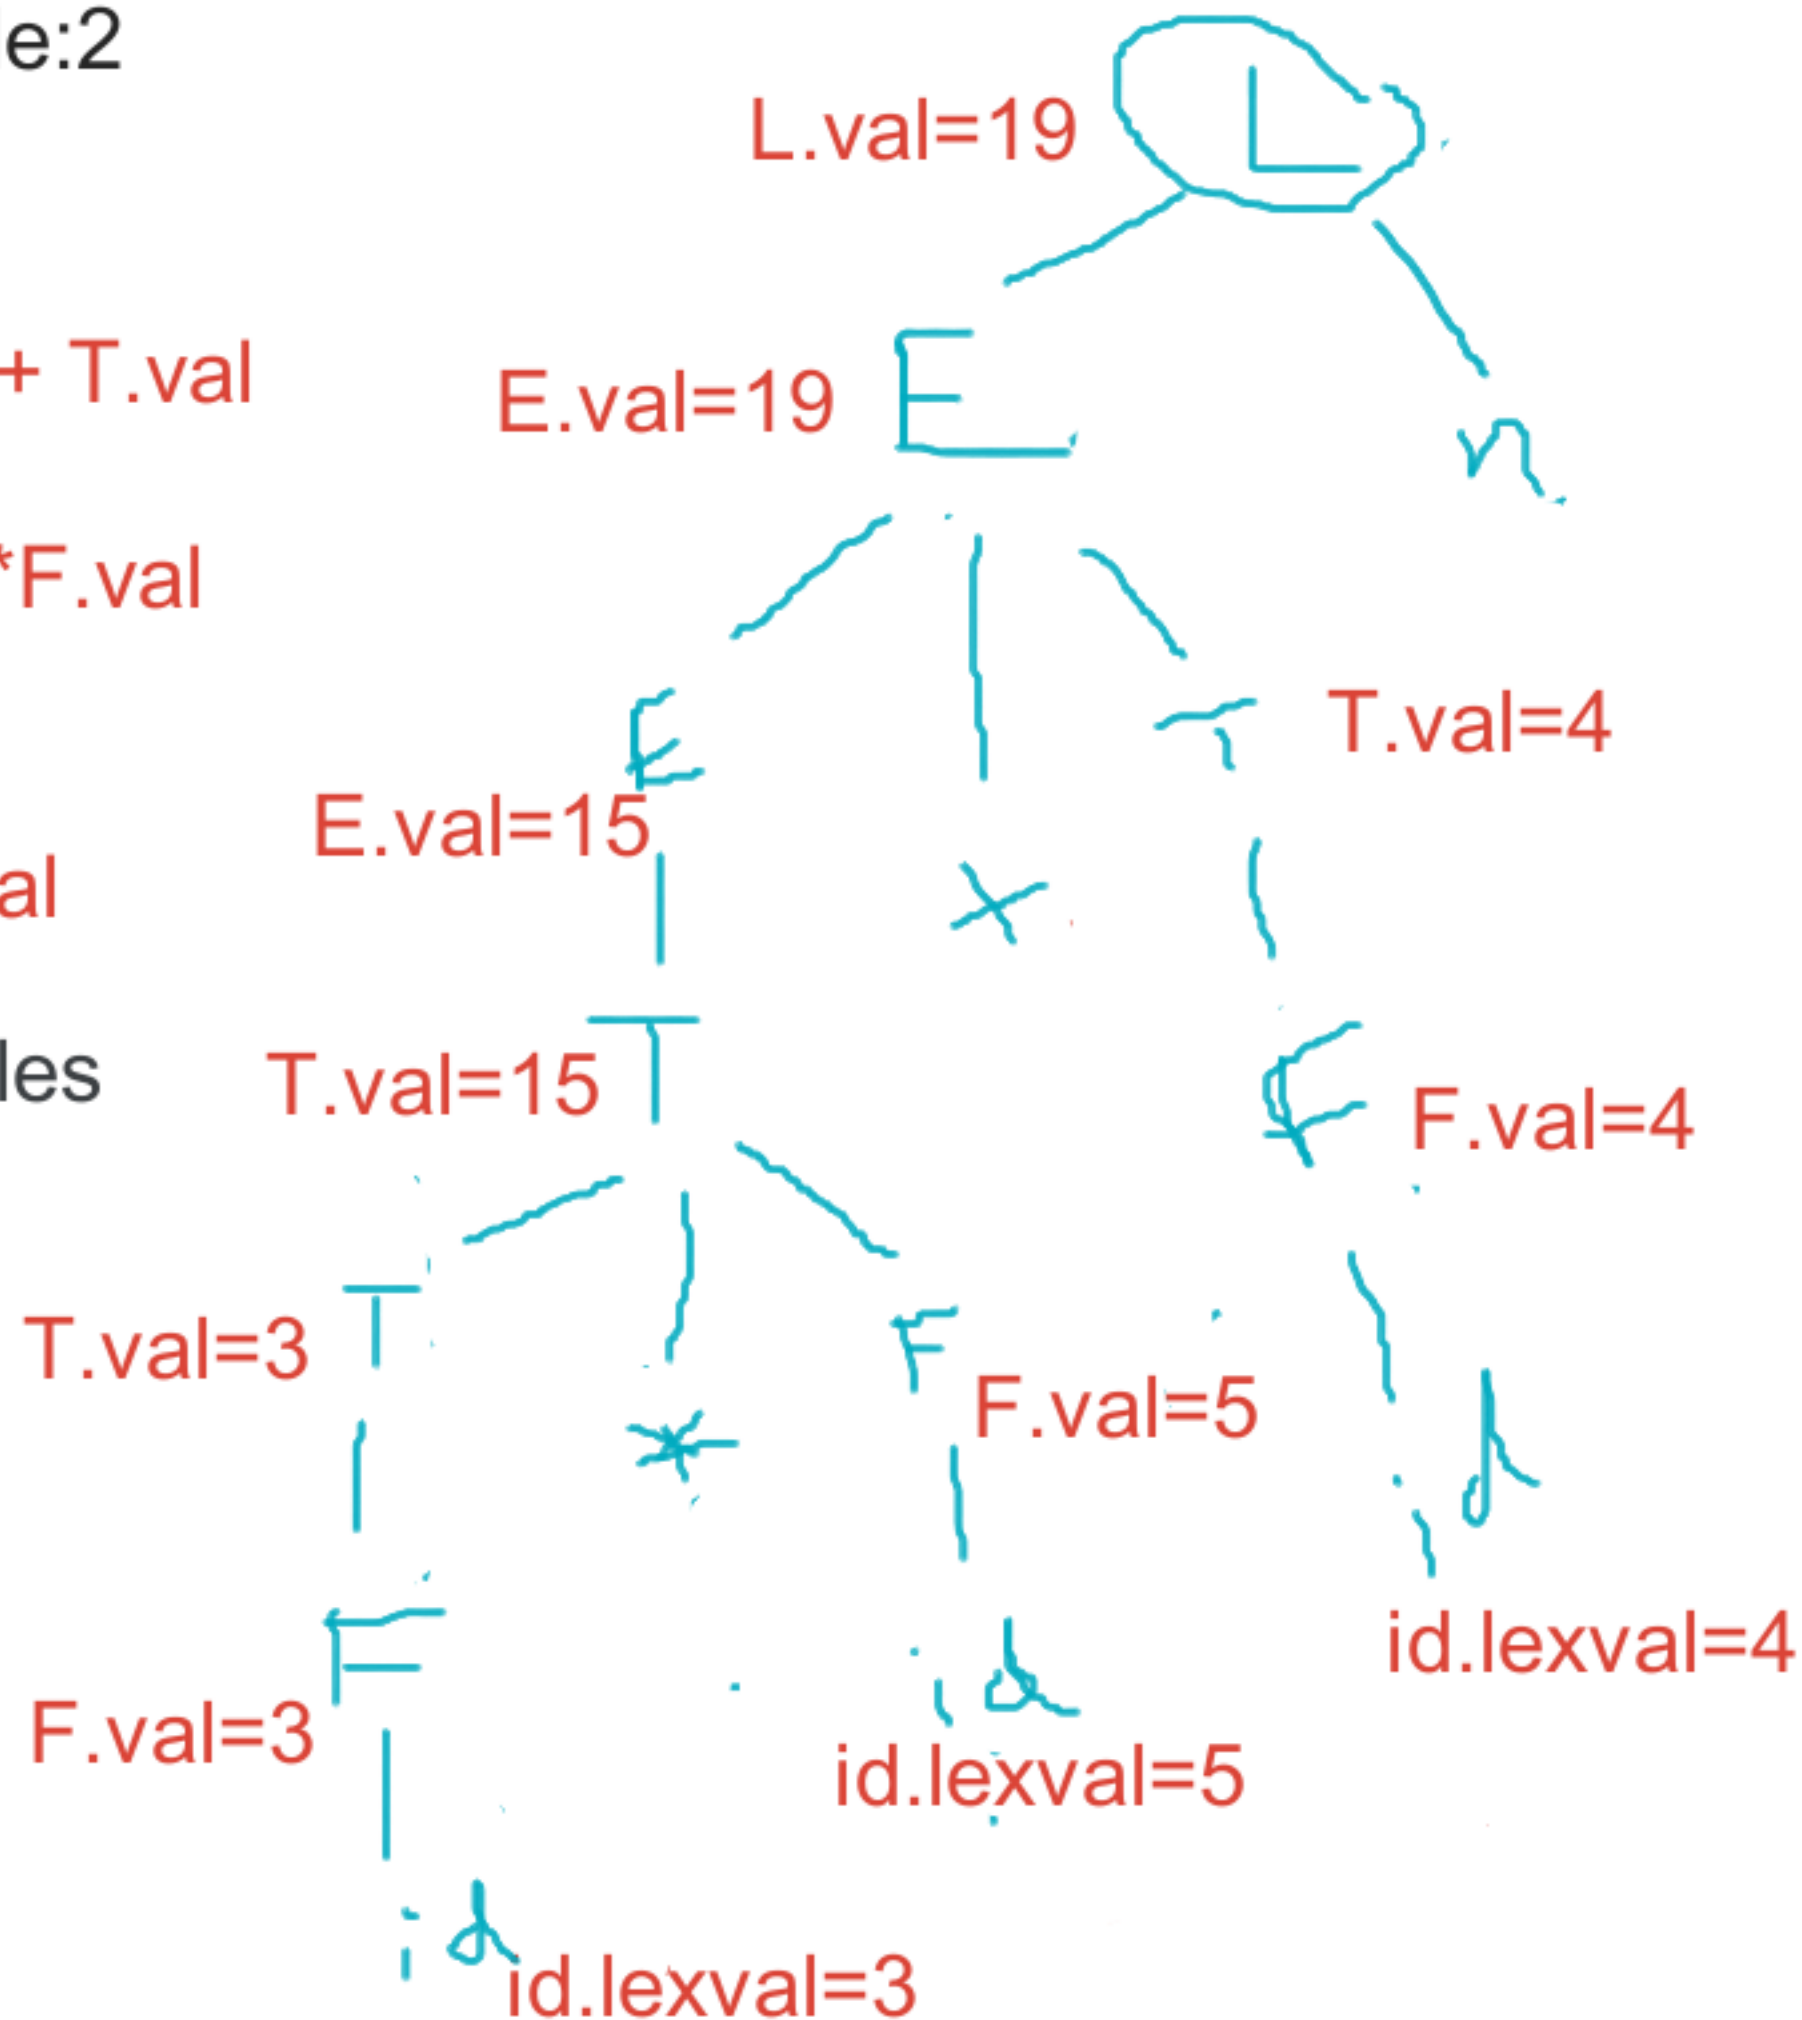 e:2
L.val=19 L
+ T.val
E.val=19 E
n
*F.val
E T T.val=4
E.val=15
+
al
les
T.val=15 T
F F.val=4
T * F
T.val=3
F.val=5
id
id.lexval=4
F
F.val=3
id
id.lexval=5
id
id.lexval=3